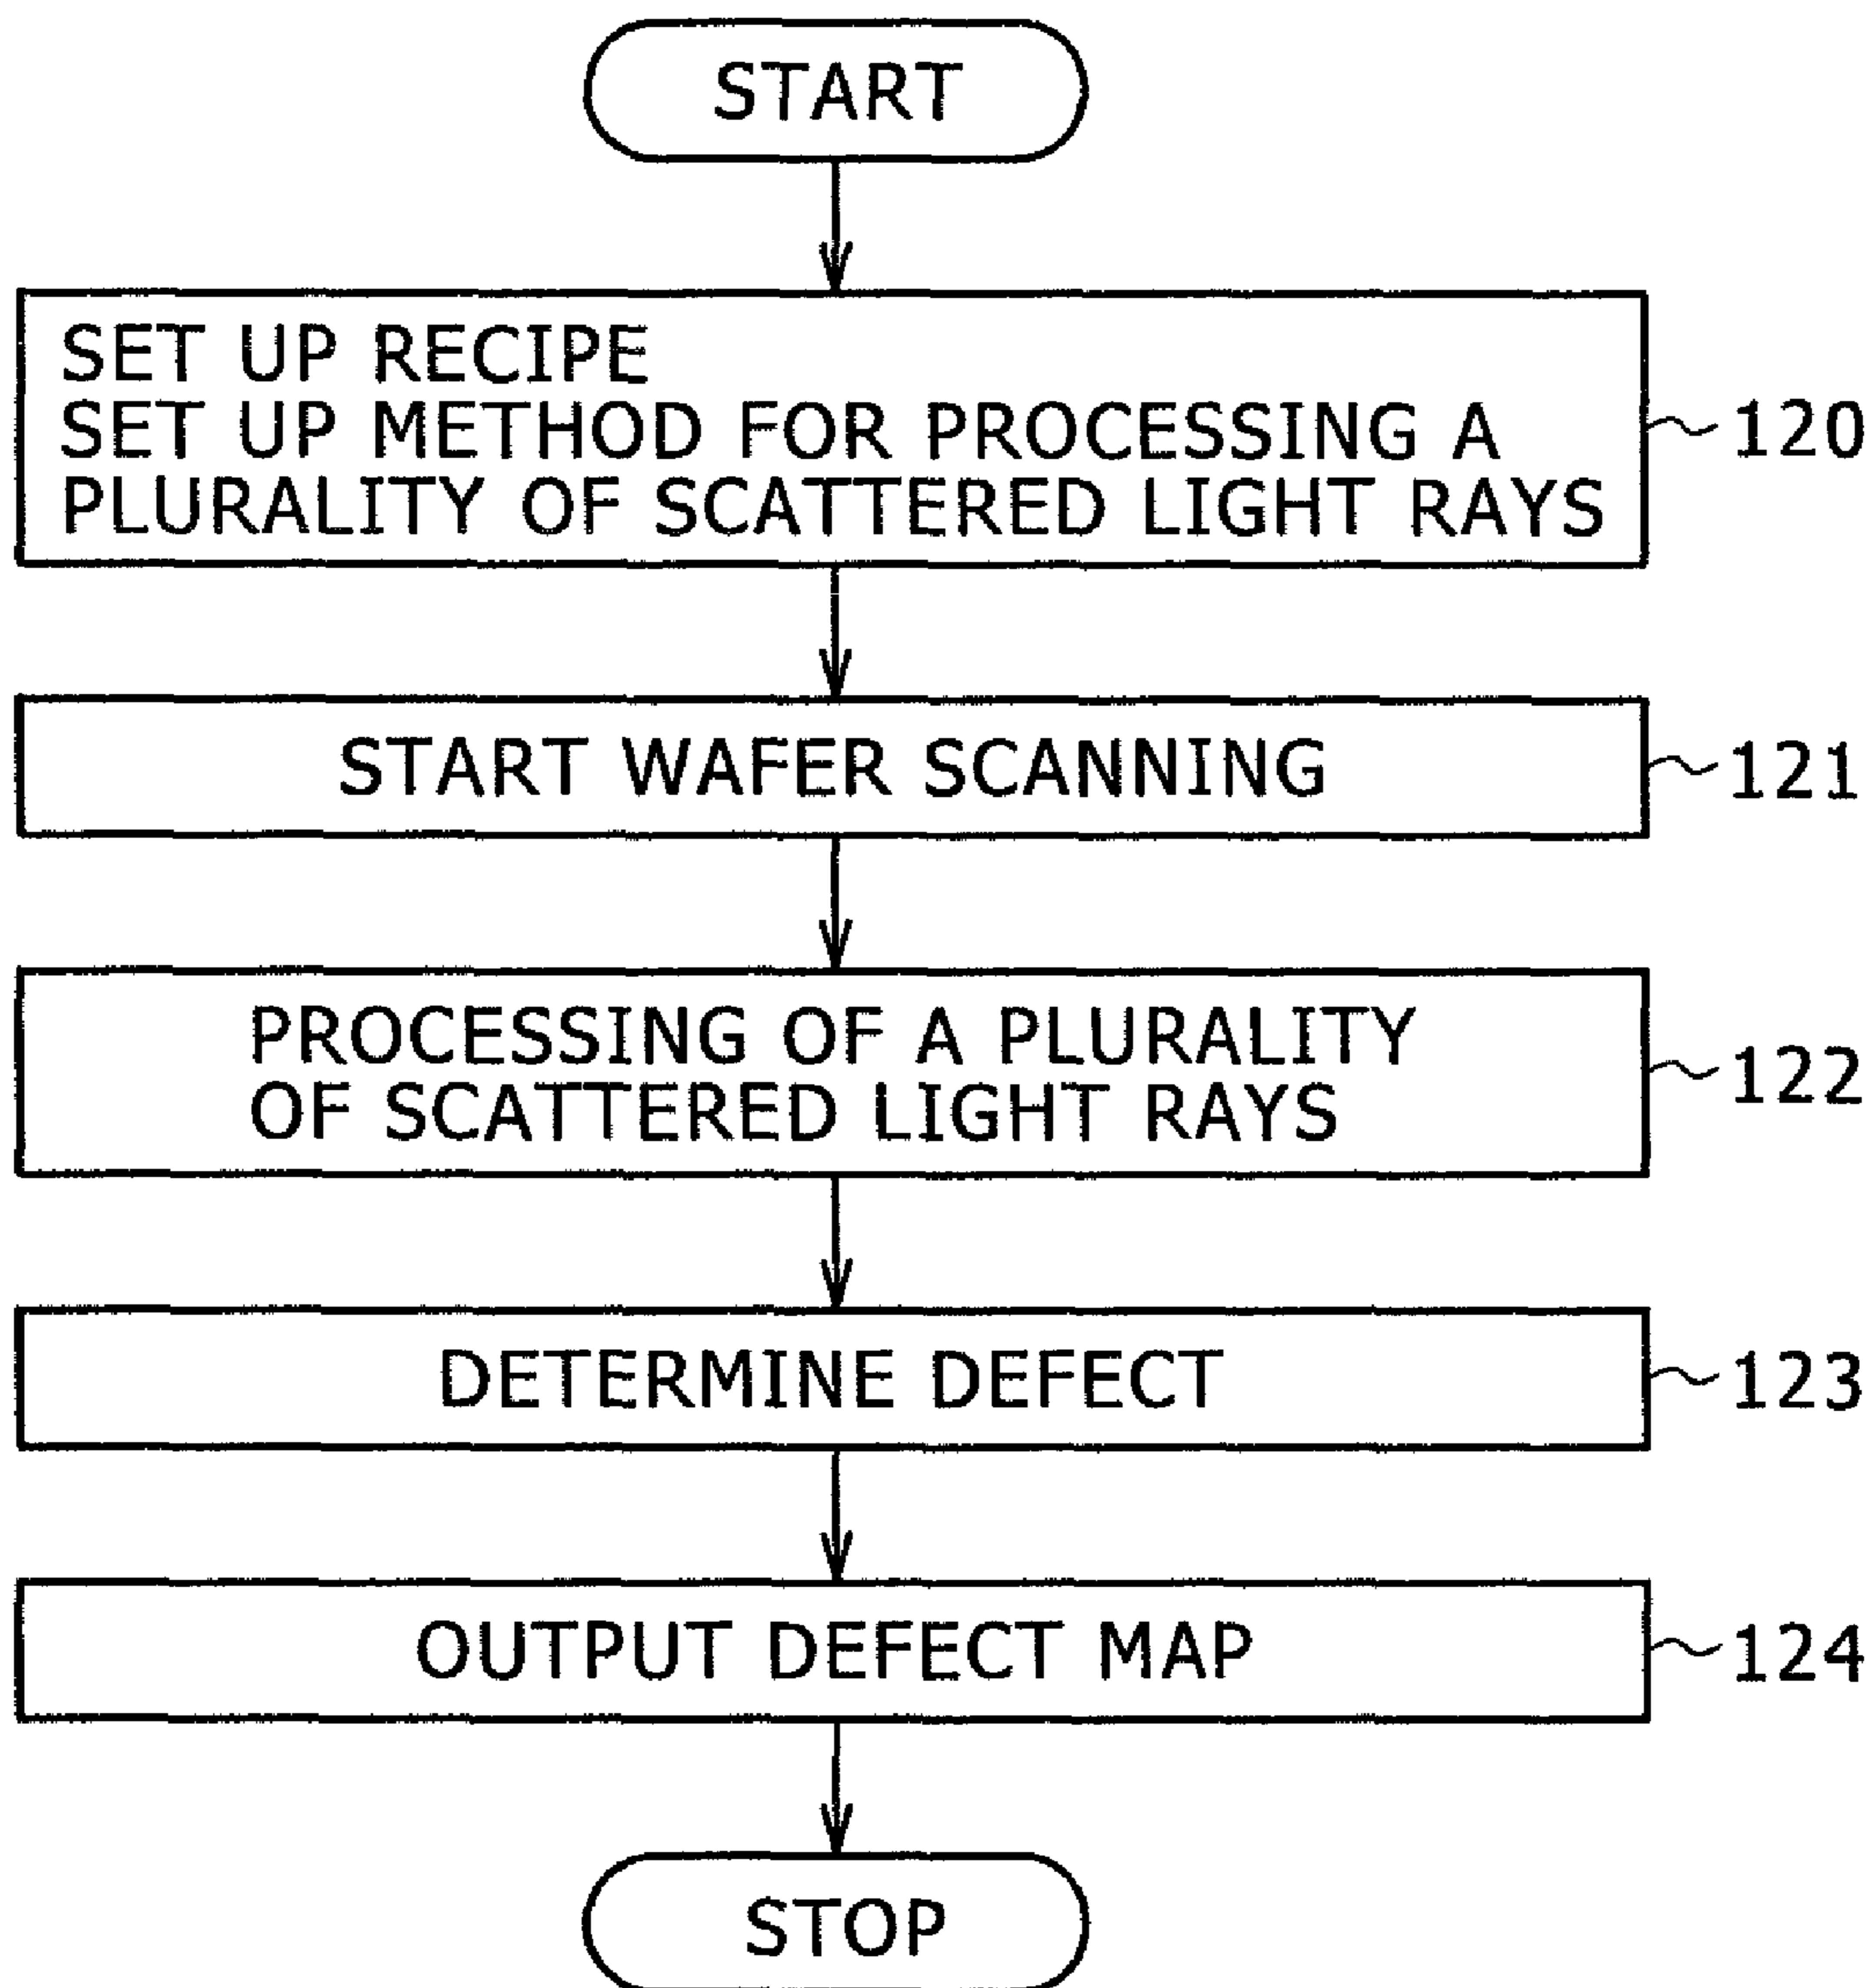 START
SET UP RECIPE
SET UP METHOD FOR PROCESSING A
PLURALITY OF SCATTERED LIGHT RAYS
120
START WAFER SCANNING
121
PROCESSING OF A PLURALITY
OF SCATTERED LIGHT RAYS
122
DETERMINE DEFECT
123
OUTPUT DEFECT MAP
124
STOP